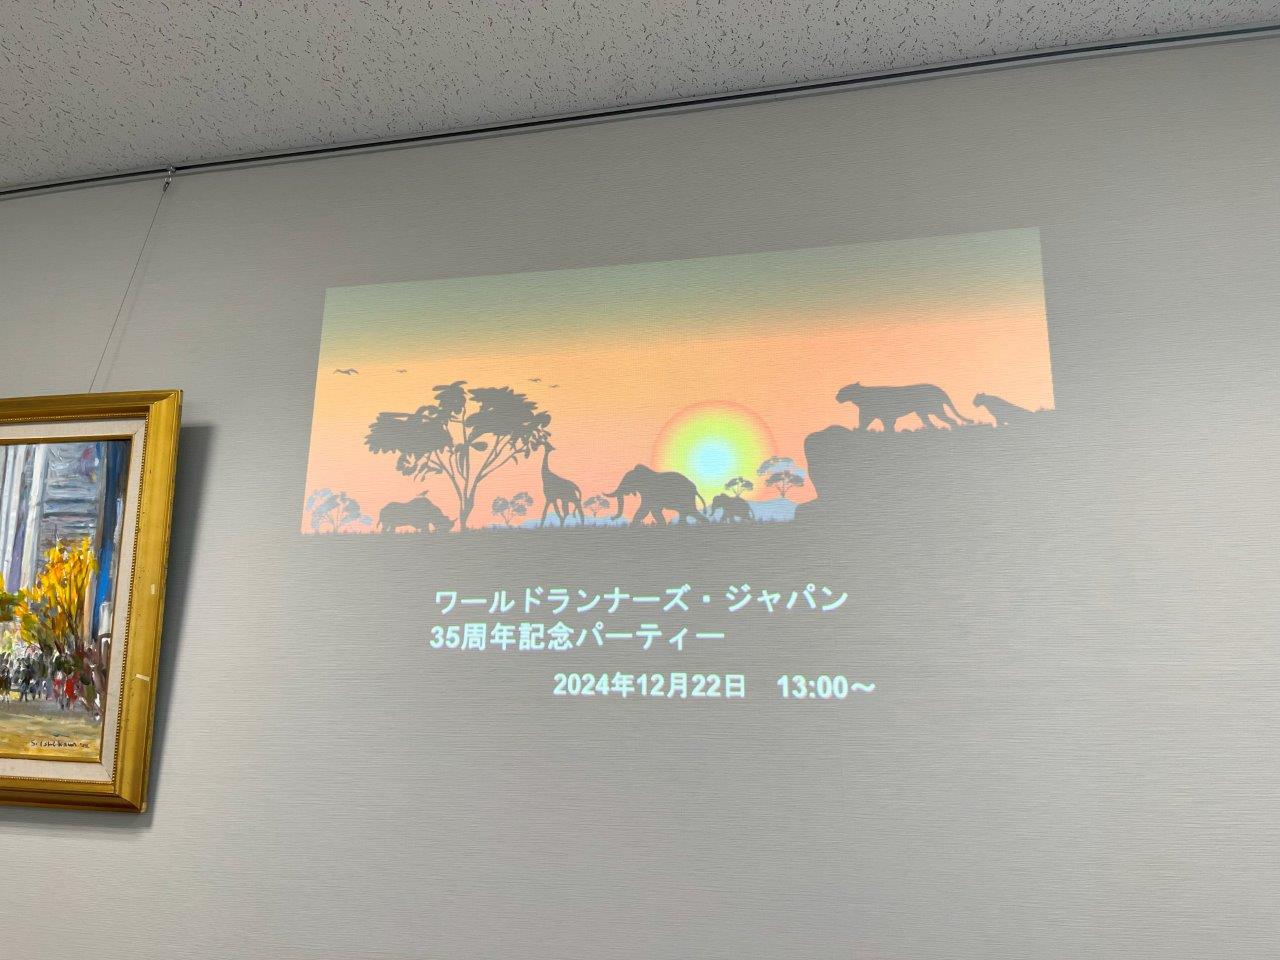 ワールドランナーズ・ジャパン
35周年記念パーティー
2024年12月22日　13:00～